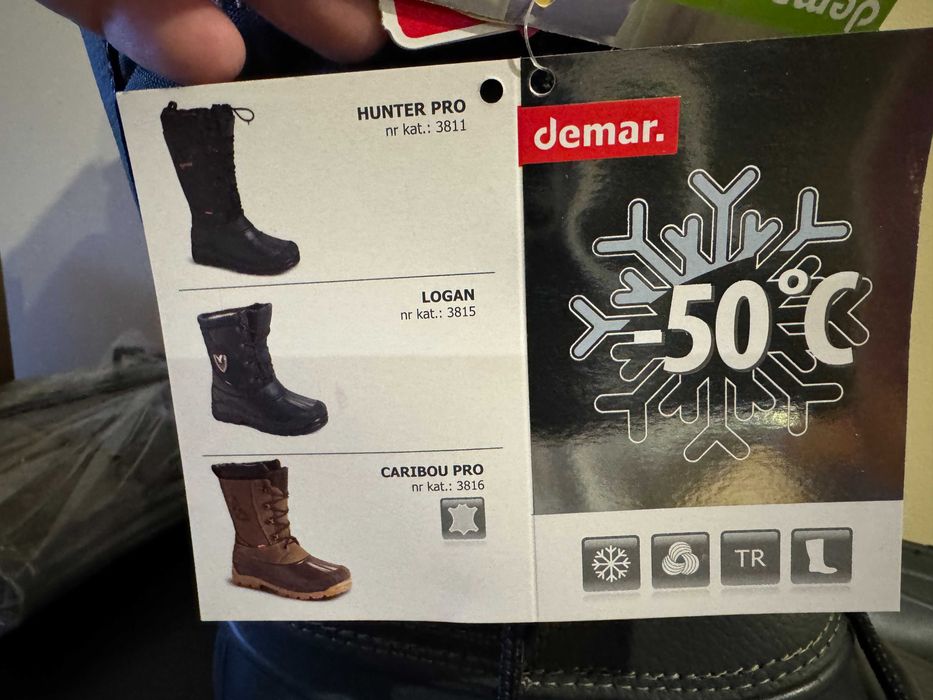 HUNTER PRO
nr kat.: 3811
LOGAN
nr kat.: 3815
CARIBOU PRO
nr kat.: 3816
demar.
-50°C
TR